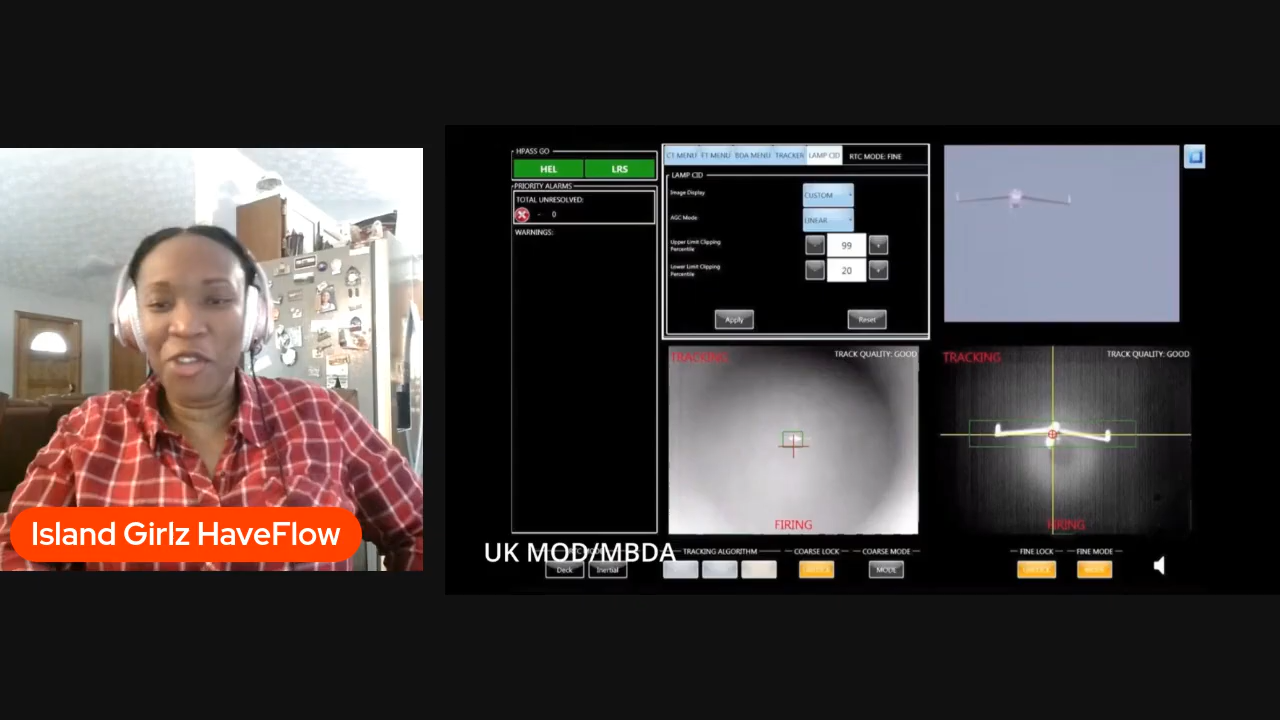 Island Girlz HaveFlow
HPASS GO
HEL
LRS
PRIORITY ALARMS
TOTAL UNRESOLVED:
- 0
WARNINGS:
CT MENU
FT MENU
BDA MENU
TRACKER
LAMP CID
RTC MODE: FINE
LAMP CID
Image Display
CUSTOM
AGC Mode
LINEAR
Upper Limit Clipping
Percentile
99
Lower Limit Clipping
Percentile
20
Apply
Reset
TRACKING
TRACK QUALITY: GOOD
FIRING
TRACKING
TRACK QUALITY: GOOD
FIRING
UK MOD/MBDA
Deck
Inertial
TRACKING ALGORITHM
COARSE LOCK
COARSE MODE
MODE
FINE LOCK
FINE MODE
MODE